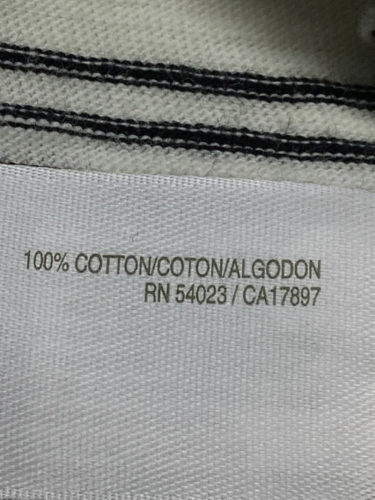 100% COTTON/COTON/ALGODON
RN 54023 / CA17897